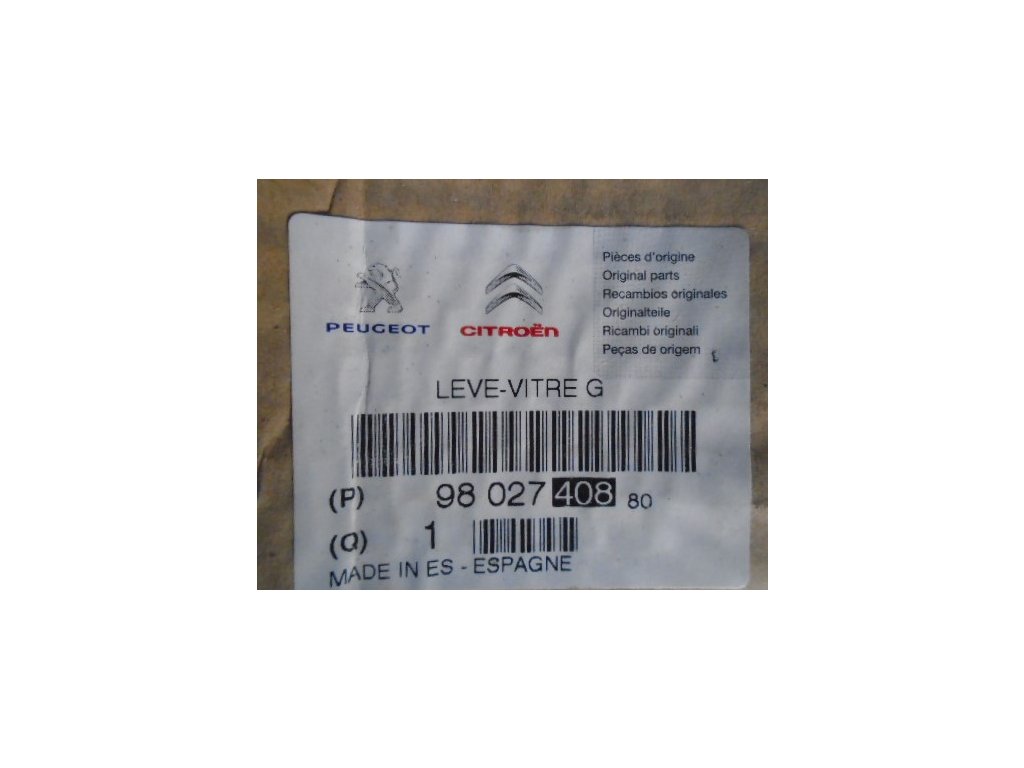 PEUGEOT
CITROËN
Pièces d'origine
Original parts
Recambios originales
Originalteile
Ricambi originali
Peças de origem
LEVE-VITRE G
(P) 98 027 408 80
(Q) 1
MADE IN ES - ESPAGNE